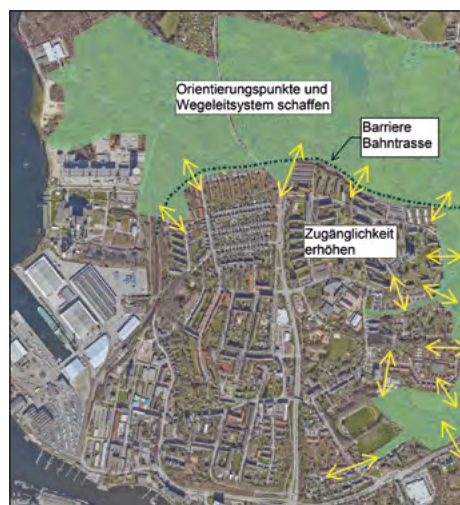 Orientierungspunkte und
Wegeleitsystem schaffen
Barriere
Bahntrasse
Zugänglichkeit
erhöhen